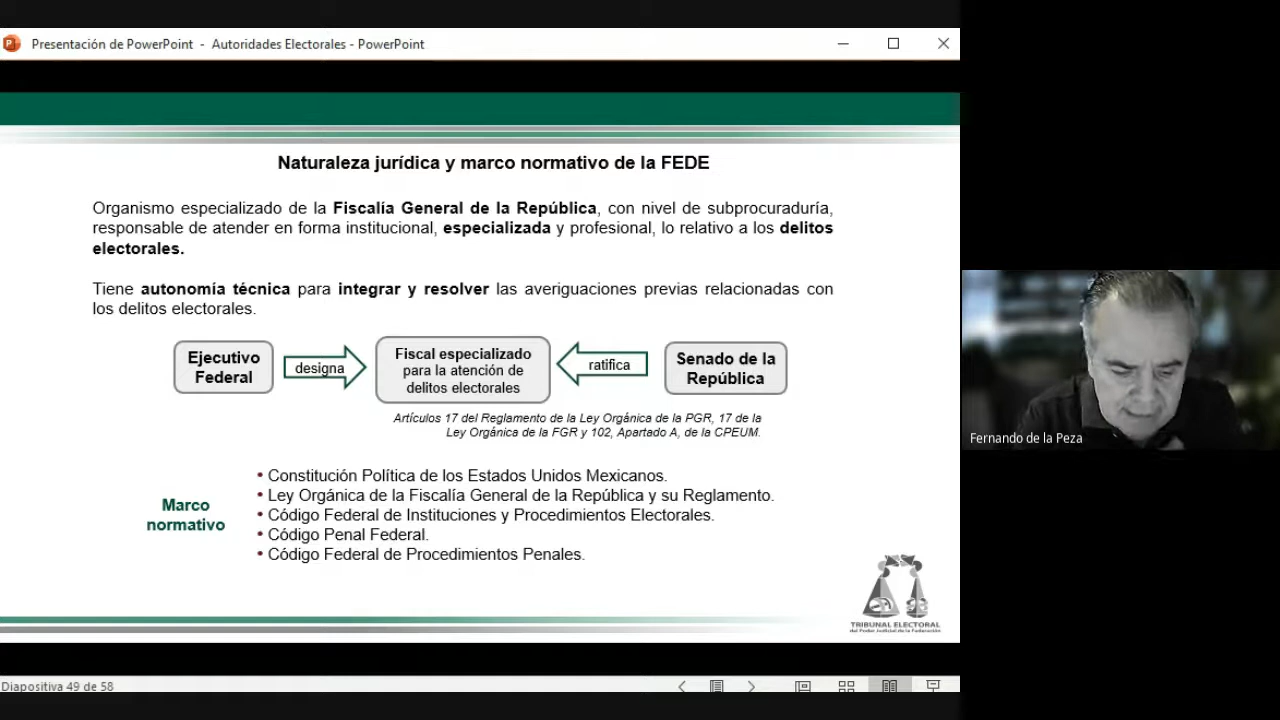 Presentación de PowerPoint - Autoridades Electorales - PowerPoint
Naturaleza jurídica y marco normativo de la FEDE
Organismo especializado de la Fiscalía General de la República, con nivel de subprocuraduría,
responsable de atender en forma institucional, especializada y profesional, lo relativo a los delitos
electorales.
Tiene autonomía técnica para integrar y resolver las averiguaciones previas relacionadas con
los delitos electorales.
Ejecutivo
Federal
designa
Fiscal especializado
para la atención de
delitos electorales
ratifica
Senado de la
República
Artículos 17 del Reglamento de la Ley Orgánica de la PGR, 17 de la
Ley Orgánica de la FGR y 102, Apartado A, de la CPEUM.
Marco
normativo
• Constitución Política de los Estados Unidos Mexicanos.
• Ley Orgánica de la Fiscalía General de la República y su Reglamento.
• Código Federal de Instituciones y Procedimientos Electorales.
• Código Penal Federal.
• Código Federal de Procedimientos Penales.
TRIBUNAL ELECTORAL
del Poder Judicial de la Federación
Diapositiva 49 de 58
Fernando de la Peza